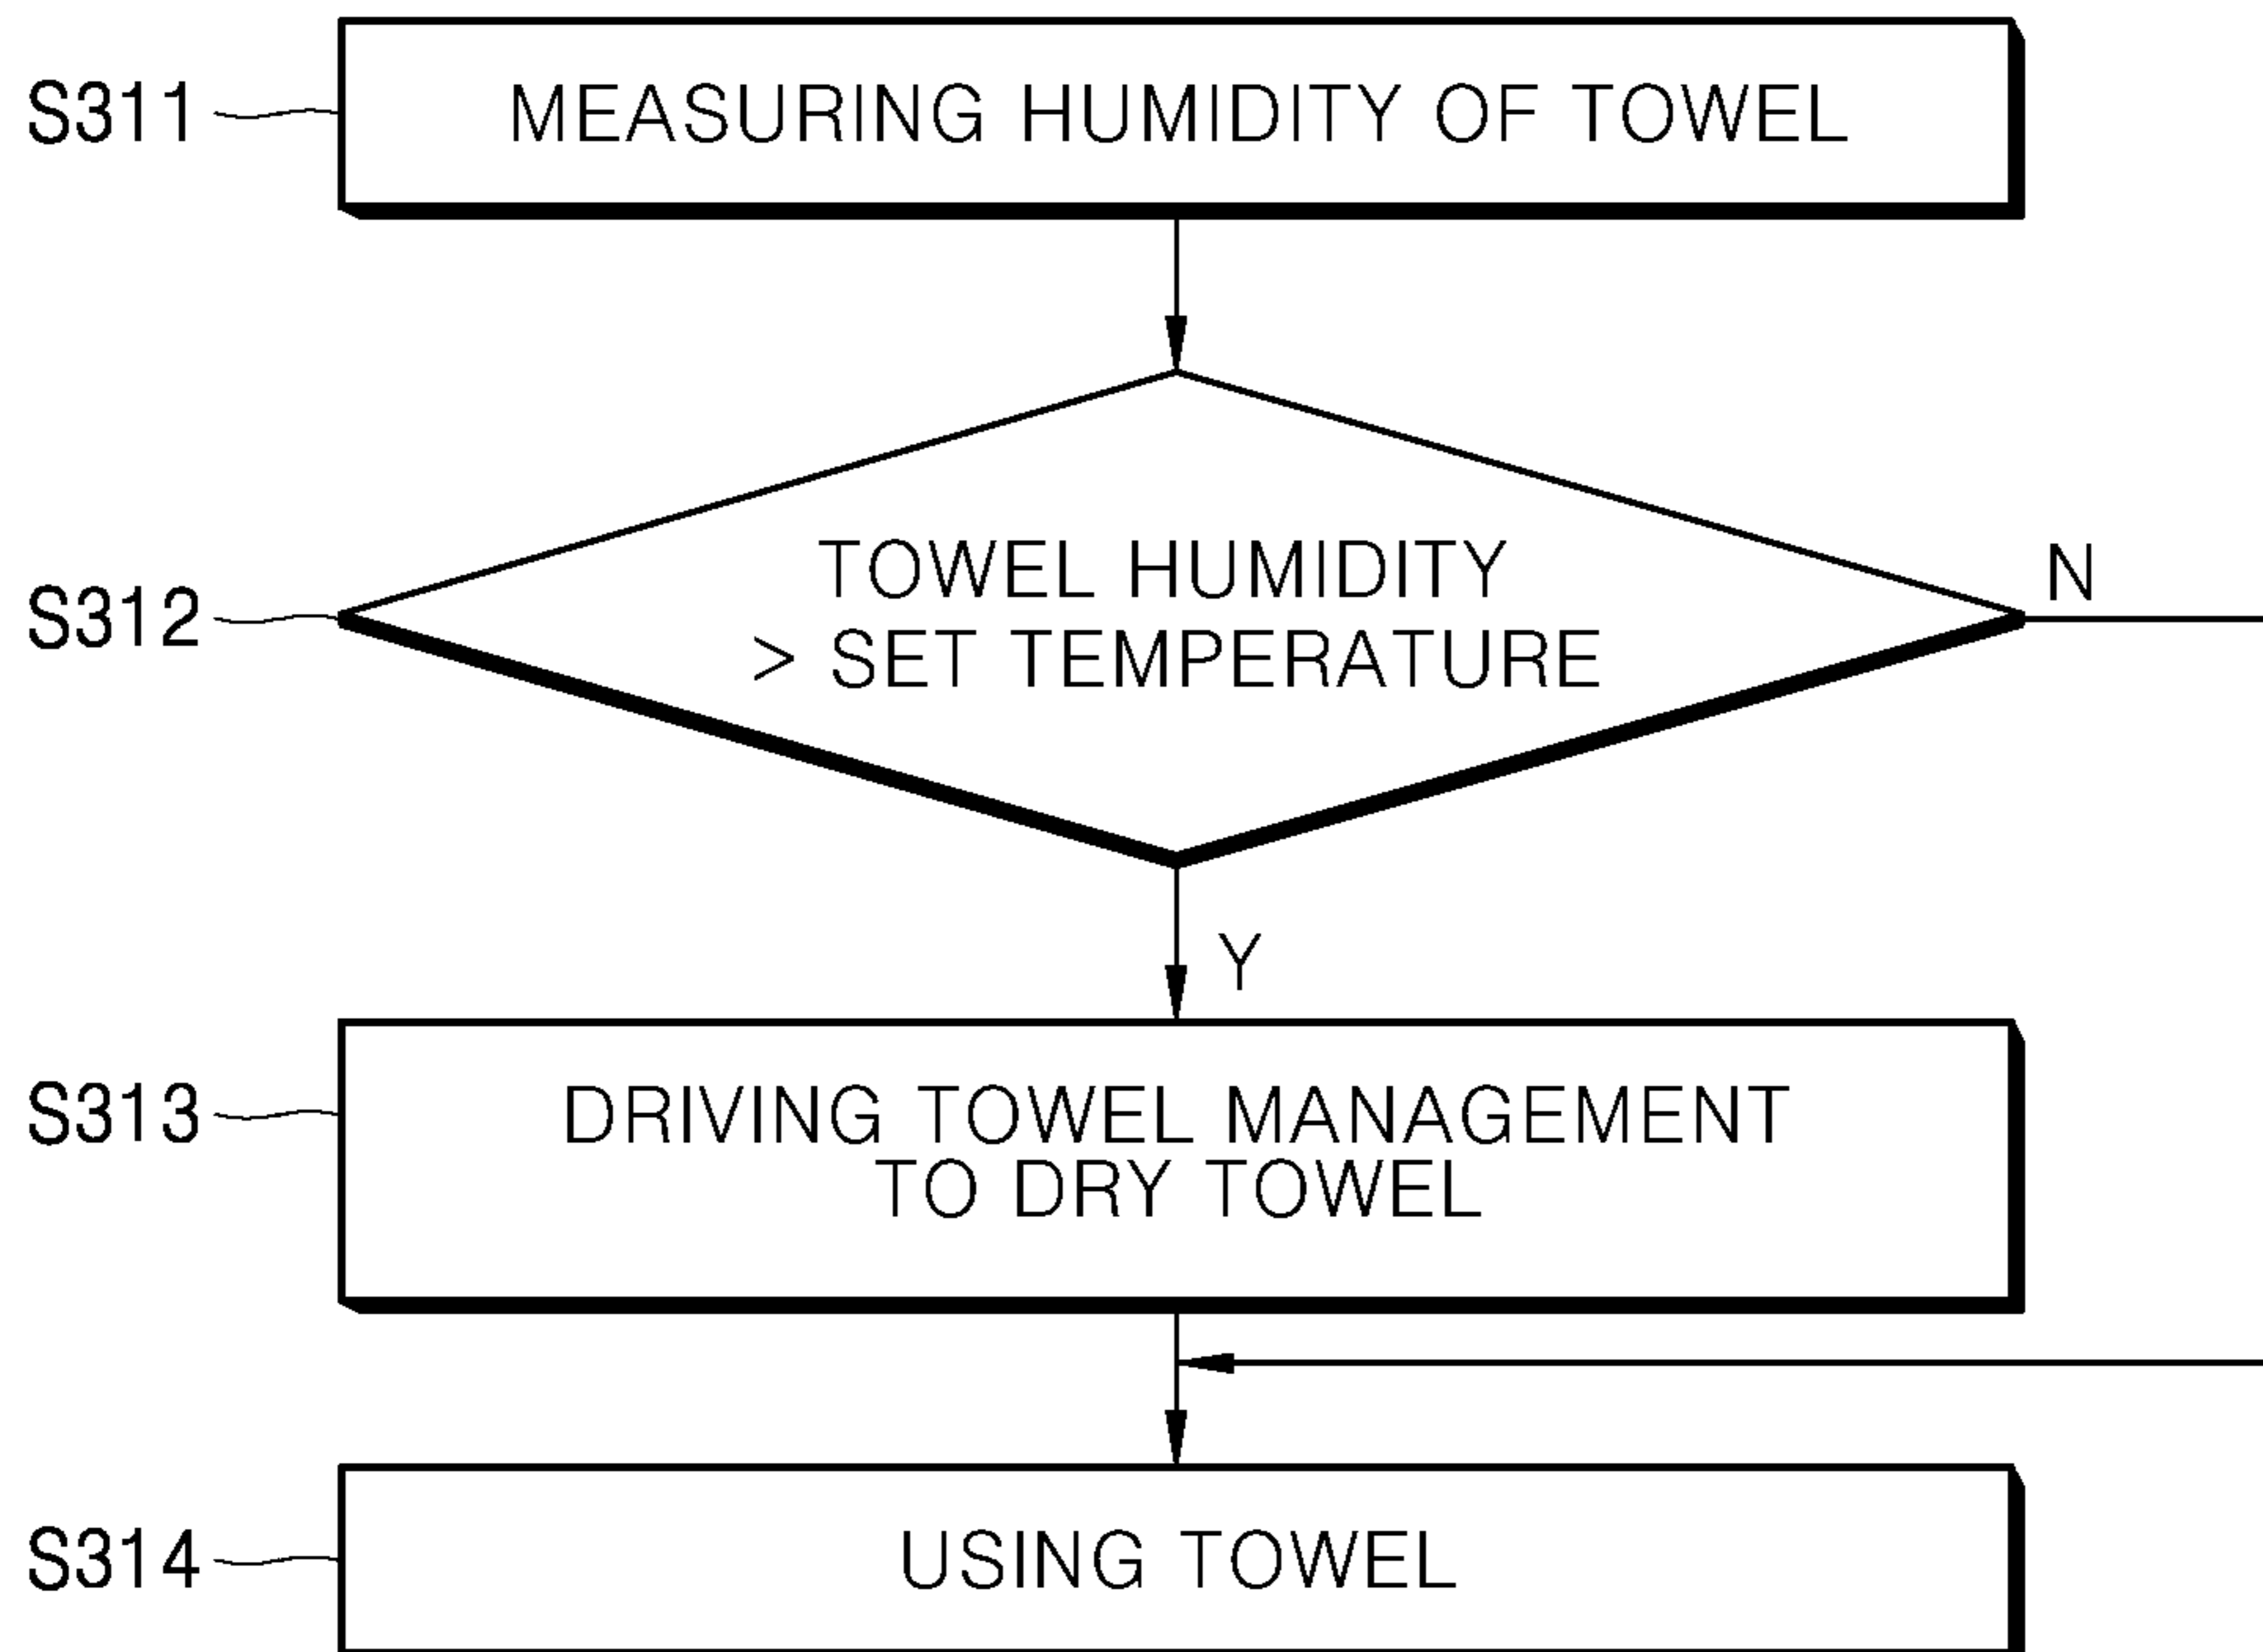 S311 MEASURING HUMIDITY OF TOWEL
TOWEL HUMIDITY
S312 > SET TEMPERATURE
N
Y
S313 DRIVING TOWEL MANAGEMENT
TO DRY TOWEL
S314 USING TOWEL